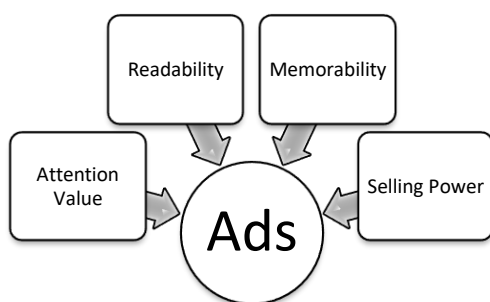 Readability
Memorability
Attention
Value
Selling Power
Ads